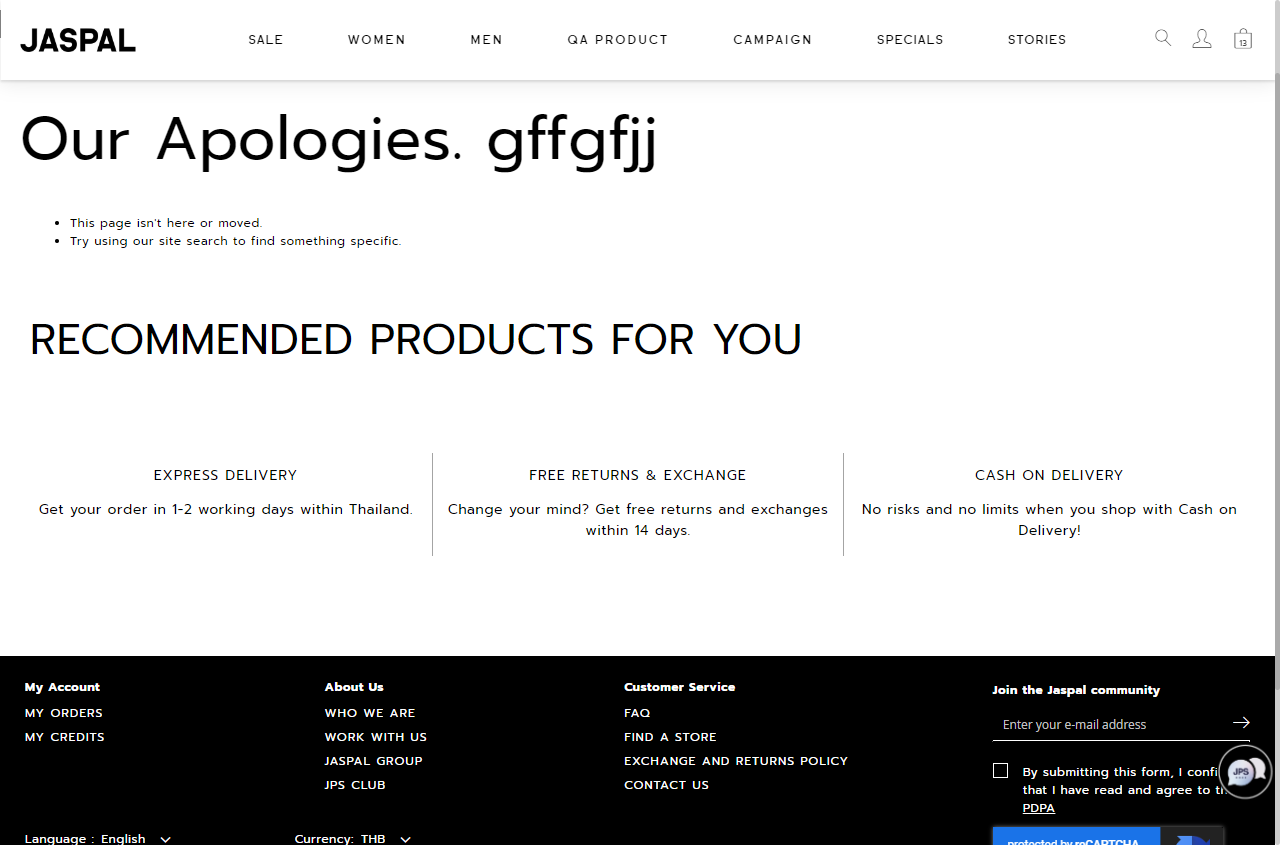 JASPAL
SALE WOMEN MEN QA PRODUCT CAMPAIGN SPECIALS STORIES
13
Our Apologies. gffgfjj
This page isn't here or moved.
Try using our site search to find something specific.
RECOMMENDED PRODUCTS FOR YOU
EXPRESS DELIVERY
Get your order in 1-2 working days within Thailand.
FREE RETURNS & EXCHANGE
Change your mind? Get free returns and exchanges
within 14 days.
CASH ON DELIVERY
No risks and no limits when you shop with Cash on
Delivery!
My Account
MY ORDERS
MY CREDITS
About Us
WHO WE ARE
WORK WITH US
JASPAL GROUP
JPS CLUB
Customer Service
FAQ
FIND A STORE
EXCHANGE AND RETURNS POLICY
CONTACT US
Join the Jaspal community
Enter your e-mail address
By submitting this form, I confi
that I have read and agree to
PDPA
JPS
Language : English
Currency: THB
protected by reCAPTCHA